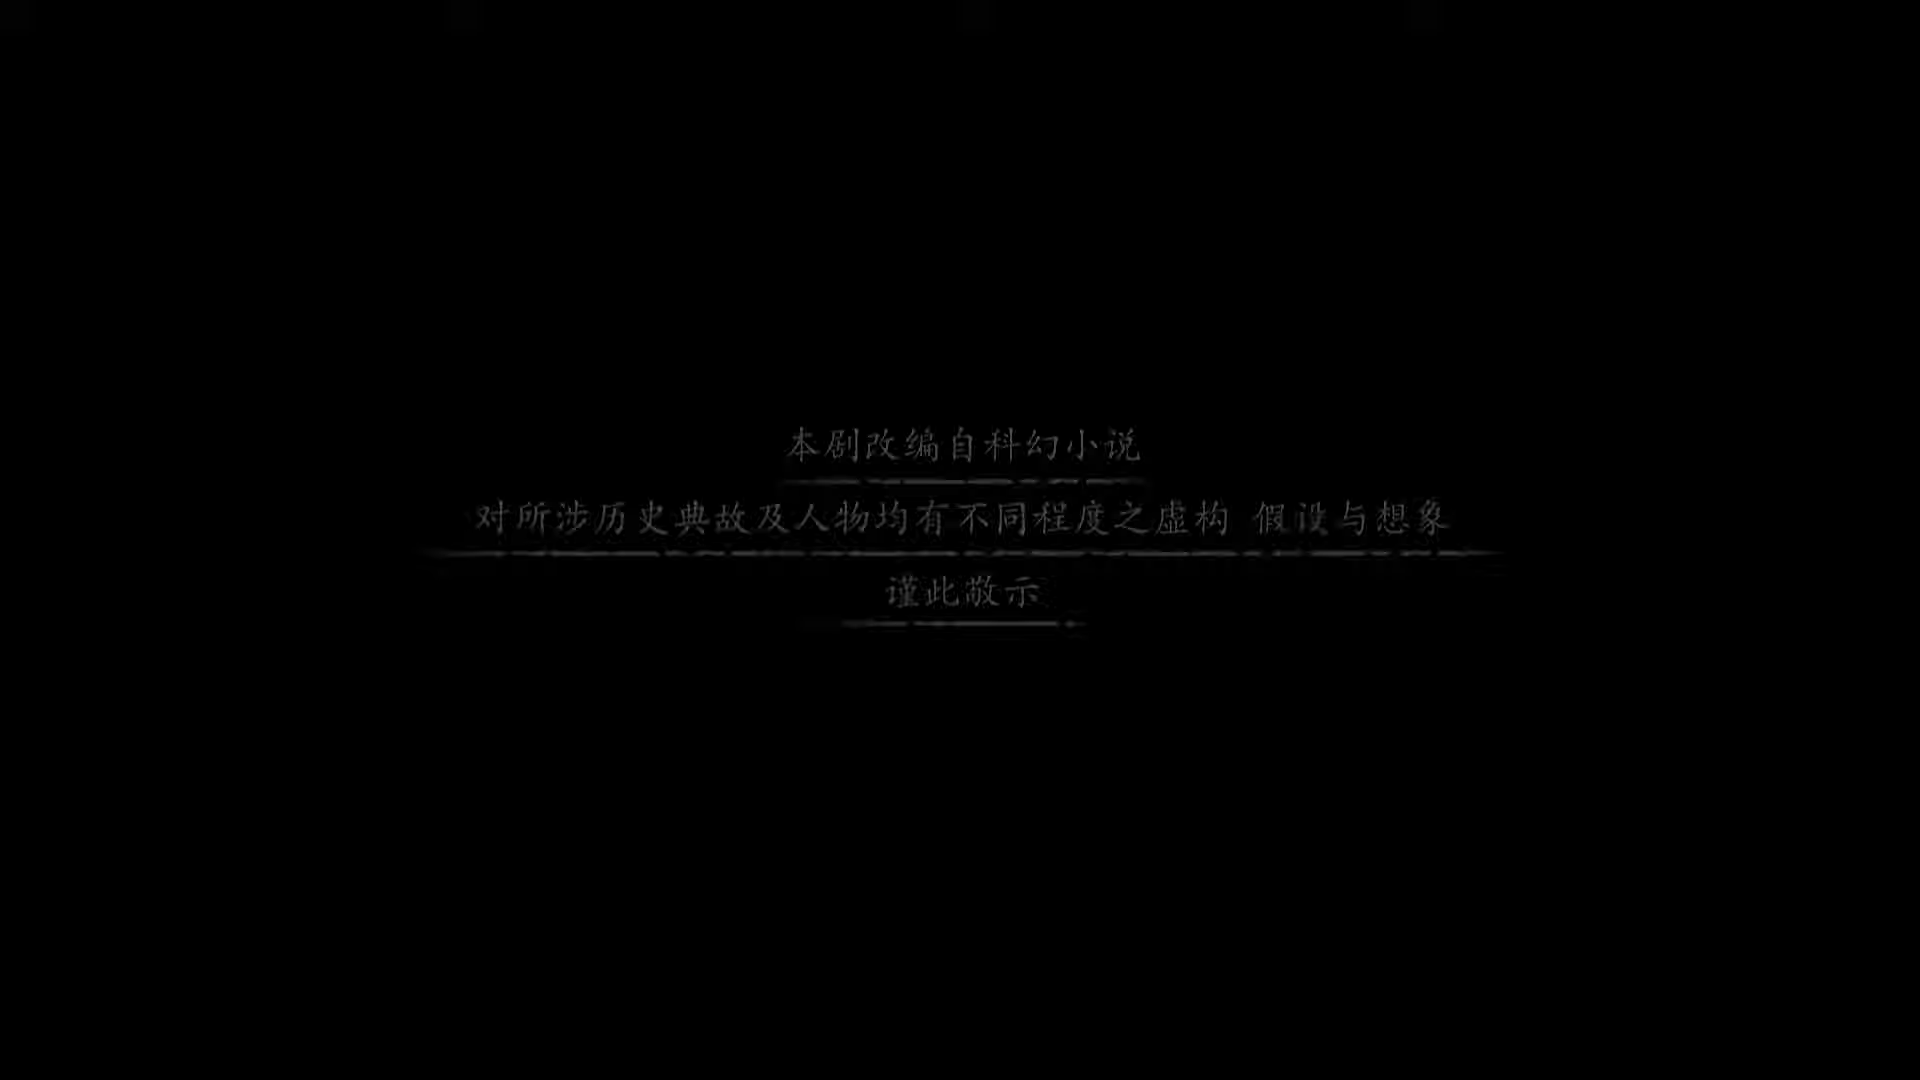 本剧改编自科幻小说
对所涉历史典故及人物均有不同程度之虚构 假设与想象
谨此敬示